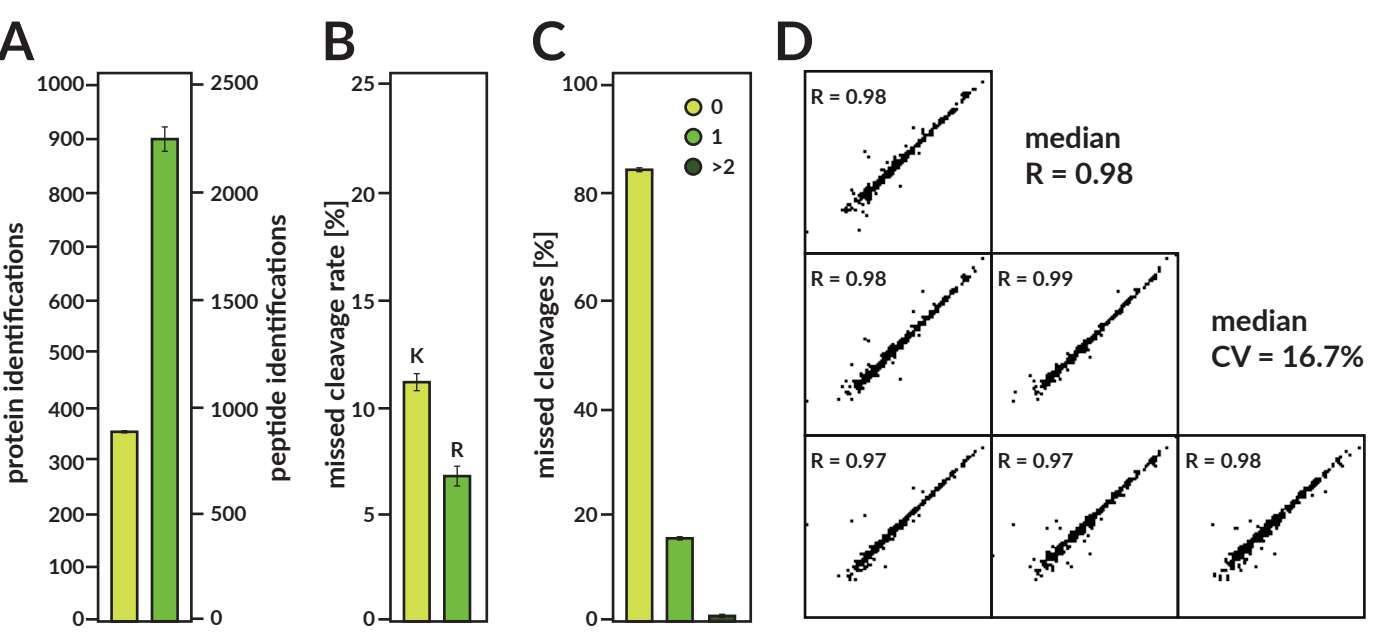 A
protein identifications
1000
900
800
700
600
500
400
300
200
100
0
2500
2000
1500
1000
500
0
peptide identifications
B
missed cleavage rate [%]
25
20
15
10
5
0
K
R
C
missed cleavages [%]
100
80
60
40
20
0
0
1
>2
D
R = 0.98
median
R = 0.98
R = 0.98
R = 0.99
median
CV = 16.7%
R = 0.97
R = 0.97
R = 0.98